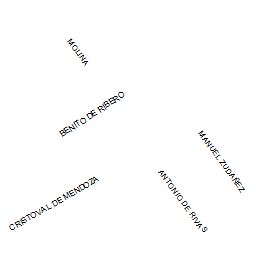 MOLINA
BENITO DE RIBERO
MANUEL ZUDAÑEZ
ANTONIO DE RIVAS
CRISTOVAL DE MENDOZA